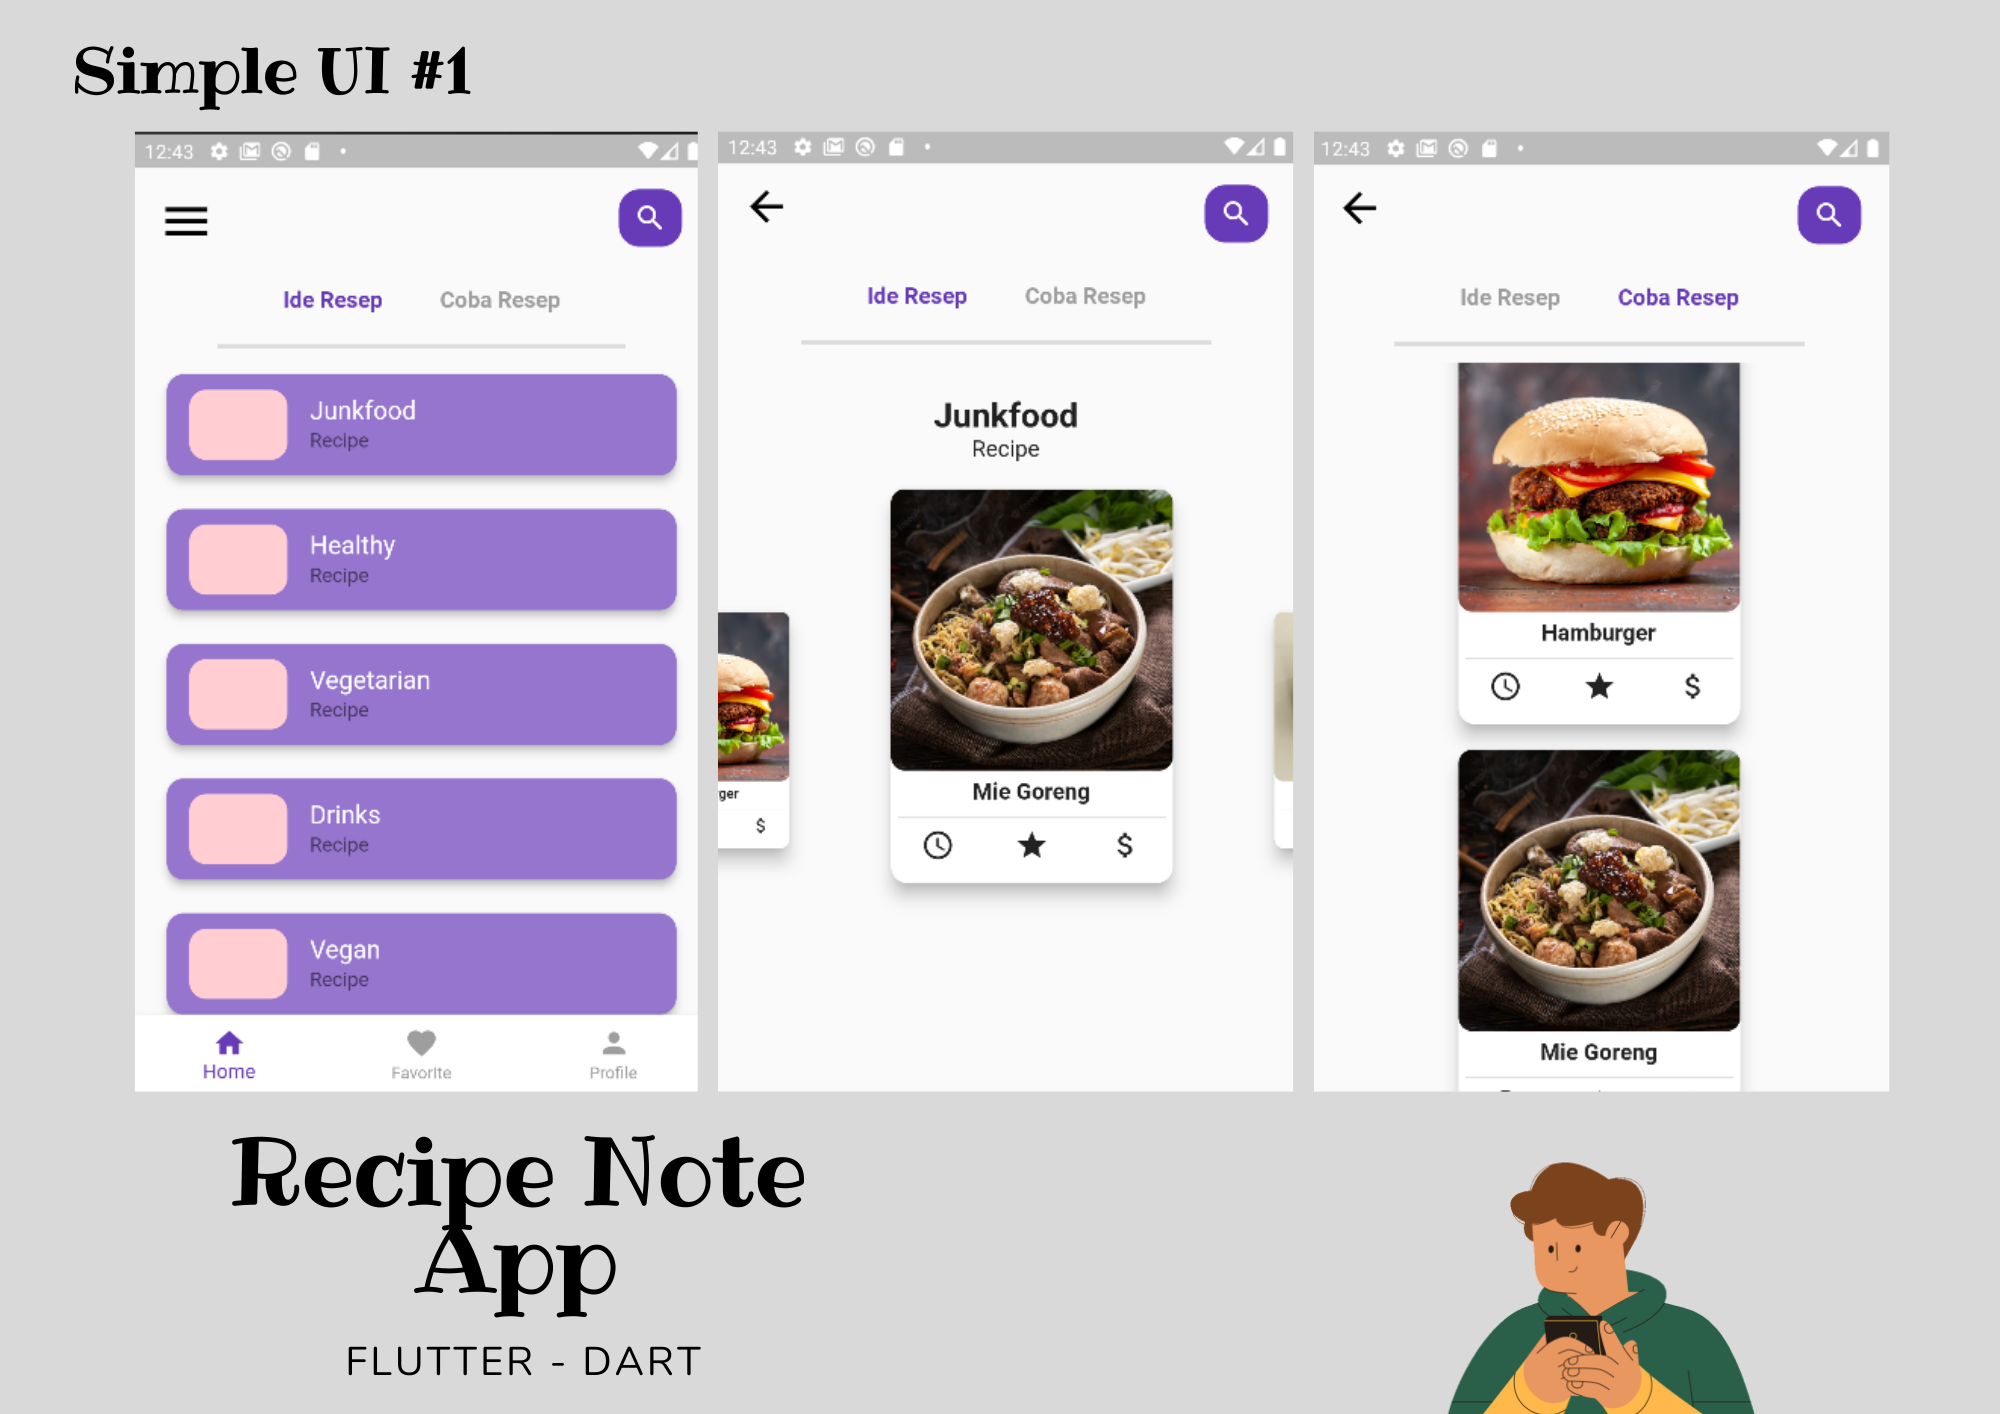 Simple UI #1
12:43
Ide Resep Coba Resep
Junkfood
Recipe
Healthy
Recipe
Vegetarian
Recipe
Drinks
Recipe
Vegan
Recipe
Home Favorite Profile
12:43
Ide Resep Coba Resep
Junkfood
Recipe
Mie Goreng
ger
$
$
12:43
Ide Resep Coba Resep
Hamburger
$
Mie Goreng
Recipe Note
App
FLUTTER - DART